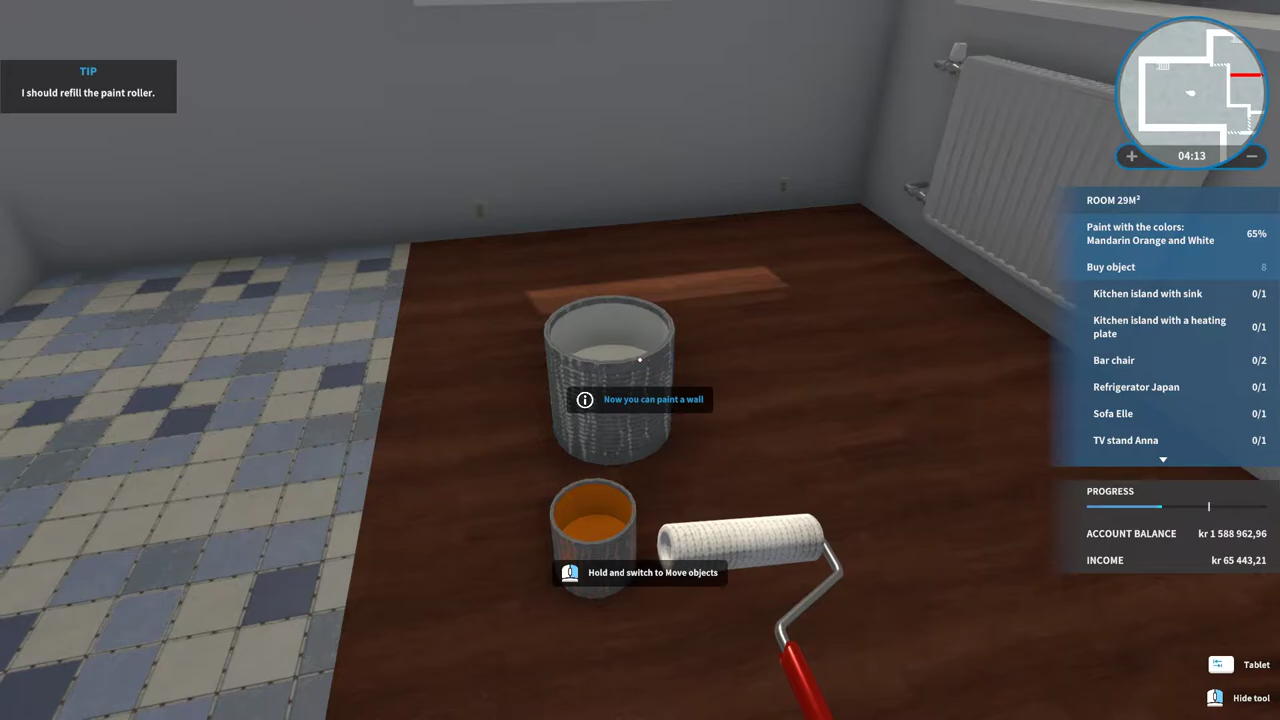 TIP
I should refill the paint roller.
04:13
ROOM 29M²
Paint with the colors:
Mandarin Orange and White
65%
Buy object
8
Kitchen island with sink
0/1
Kitchen island with a heating
plate
0/1
Bar chair
0/2
Refrigerator Japan
0/1
Sofa Elle
0/1
TV stand Anna
0/1
Now you can paint a wall
PROGRESS
ACCOUNT BALANCE
kr 1 588 962,96
INCOME
kr 65 443,21
Hold and switch to Move objects
Tablet
Hide tool